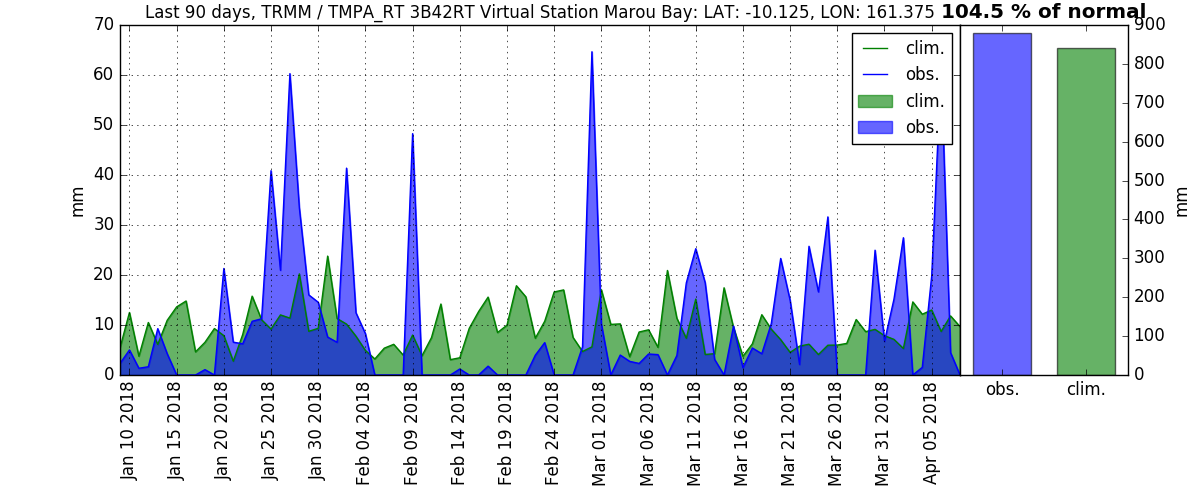 Last 90 days, TRMM / TMPA_RT 3B42RT Virtual Station Marou Bay: LAT: -10.125, LON: 161.375 104.5 % of normal
70
60
50
40
30
20
10
0
mm
clim.
obs.
clim.
obs.
Jan 10 2018
Jan 15 2018
Jan 20 2018
Jan 25 2018
Jan 30 2018
Feb 04 2018
Feb 09 2018
Feb 14 2018
Feb 19 2018
Feb 24 2018
Mar 01 2018
Mar 06 2018
Mar 11 2018
Mar 16 2018
Mar 21 2018
Mar 26 2018
Mar 31 2018
Apr 05 2018
900
800
700
600
500
400
300
200
100
0
mm
obs.
clim.